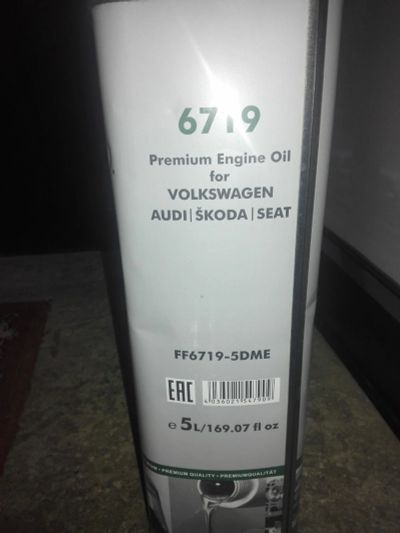 6719
Premium Engine Oil
for
VOLKSWAGEN
AUDI|ŠKODA|SEAT
FF6719-5DME
EAC
4036021547909
e 5L/169.07 fl oz
• PREMIUM QUALITY • PREMIUMQUALITÄT